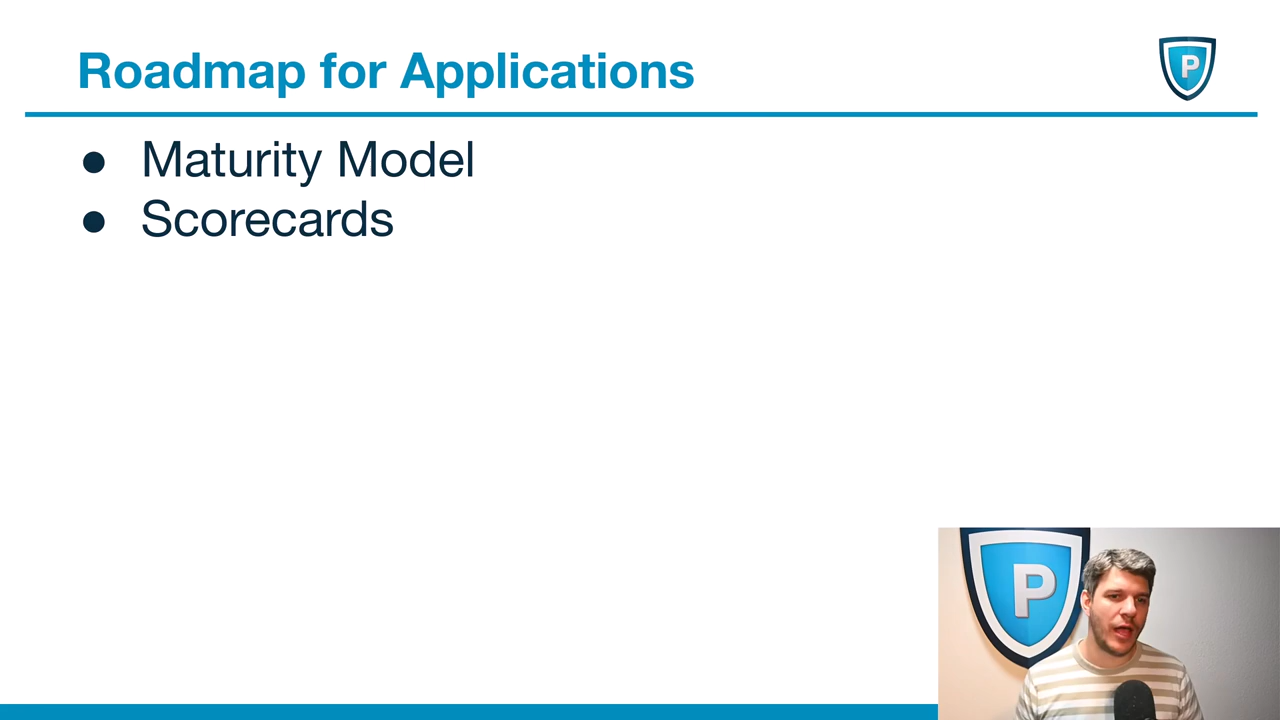 Roadmap for Applications
P
● Maturity Model
● Scorecards
P